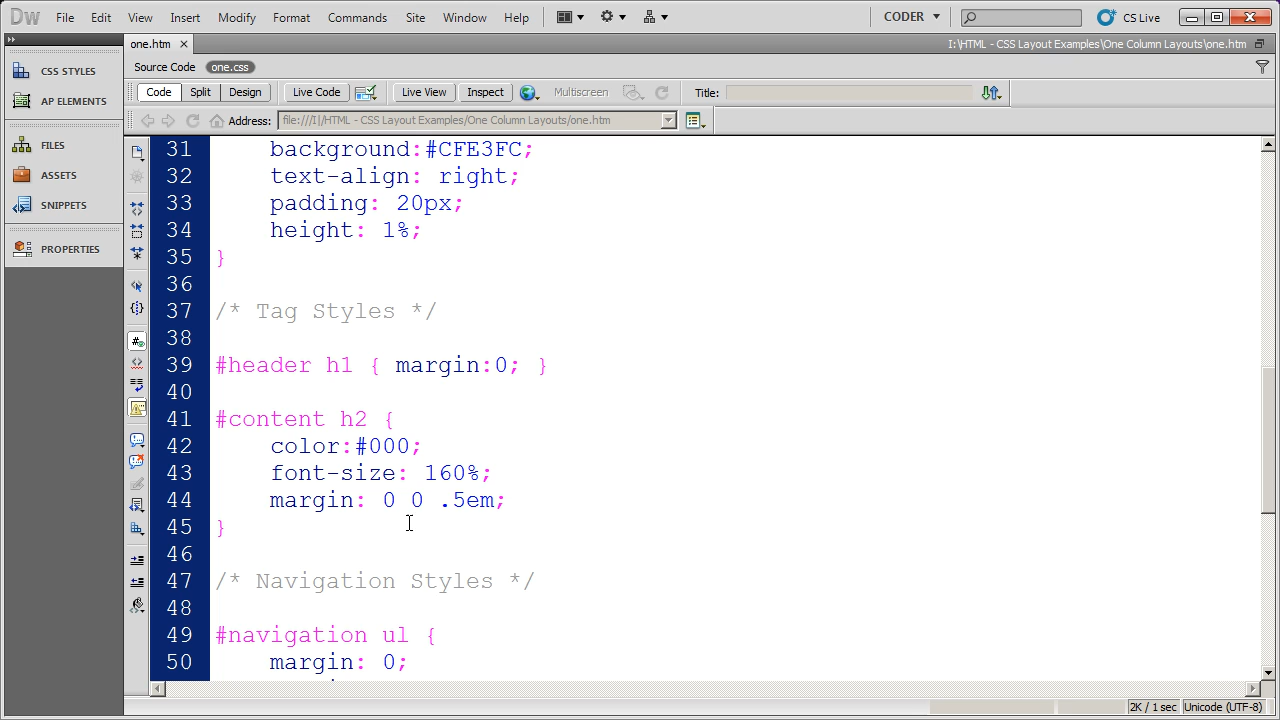 Dw File Edit View Insert Modify Format Commands Site Window Help CODER CS Live
one.htm I:\HTML - CSS Layout Examples\One Column Layouts\one.htm
Source Code one.css
Code Split Design Live Code Live View Inspect Multiscreen Title:
Address: file:///I|/HTML - CSS Layout Examples/One Column Layouts/one.htm
CSS STYLES
AP ELEMENTS
FILES
ASSETS
SNIPPETS
PROPERTIES
31 background:#CFE3FC;
32 text-align: right;
33 padding: 20px;
34 height: 1%;
35 }
36
37 /* Tag Styles */
38
39 #header h1 { margin:0; }
40
41 #content h2 {
42 color:#000;
43 font-size: 160%;
44 margin: 0 0 .5em;
45 }
46
47 /* Navigation Styles */
48
49 #navigation ul {
50 margin: 0;
2K / 1 sec Unicode (UTF-8)